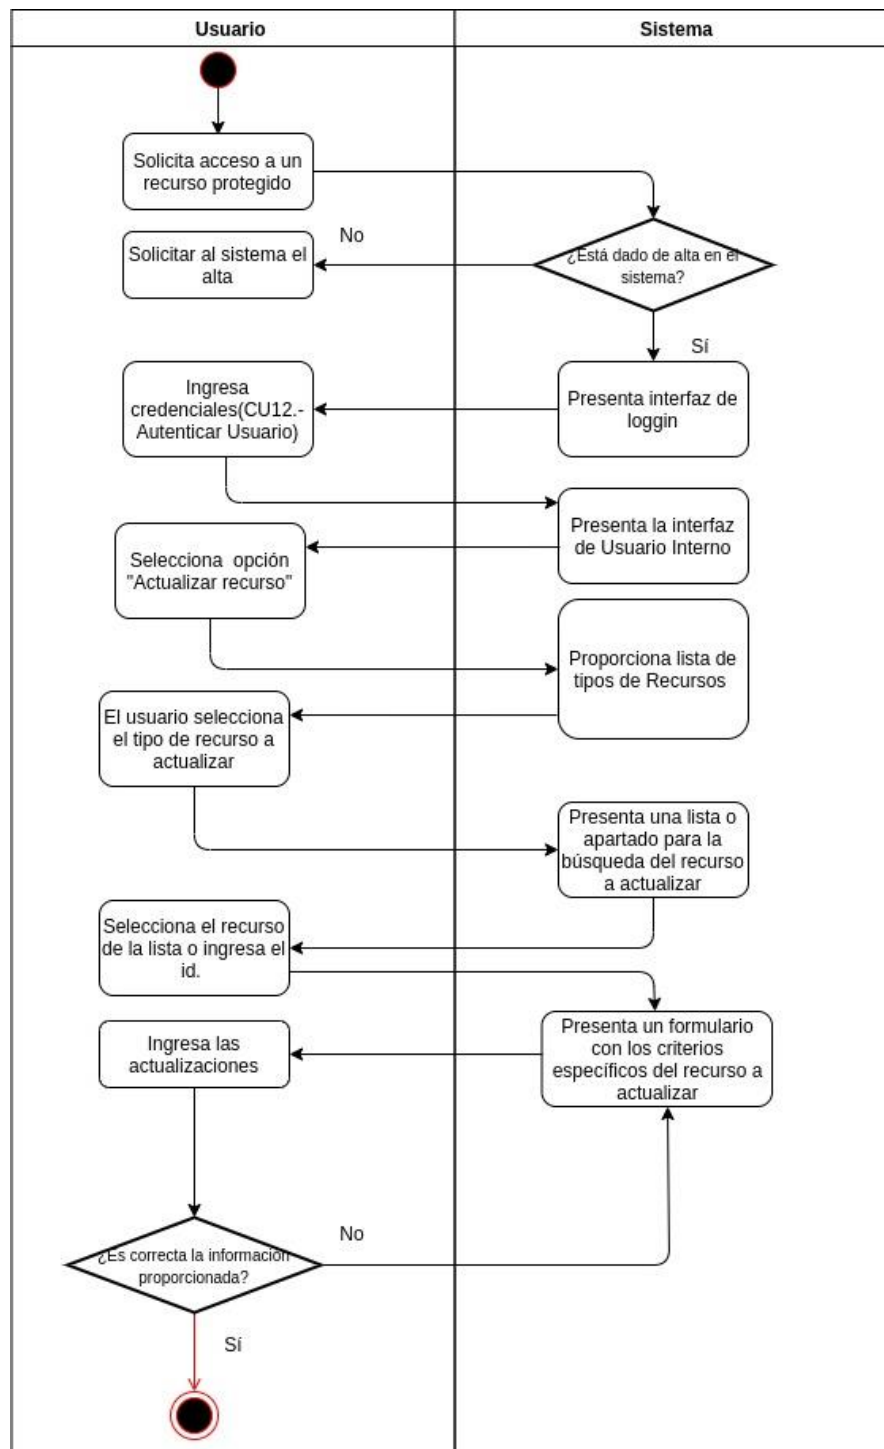 Usuario
Sistema
Solicita acceso a un
recurso protegido
No
Solicitar al sistema el
alta
¿Está dado de alta en el
sistema?
Sí
Ingresa
credenciales(CU12.-
Autenticar Usuario)
Presenta interfaz de
loggin
Presenta la interfaz
de Usuario Interno
Selecciona opción
"Actualizar recurso"
Proporciona lista de
tipos de Recursos
El usuario selecciona
el tipo de recurso a
actualizar
Presenta una lista o
apartado para la
búsqueda del recurso
a actualizar
Selecciona el recurso
de la lista o ingresa el
id.
Presenta un formulario
con los criterios
específicos del recurso a
actualizar
Ingresa las
actualizaciones
¿Es correcta la información
proporcionada?
No
Sí